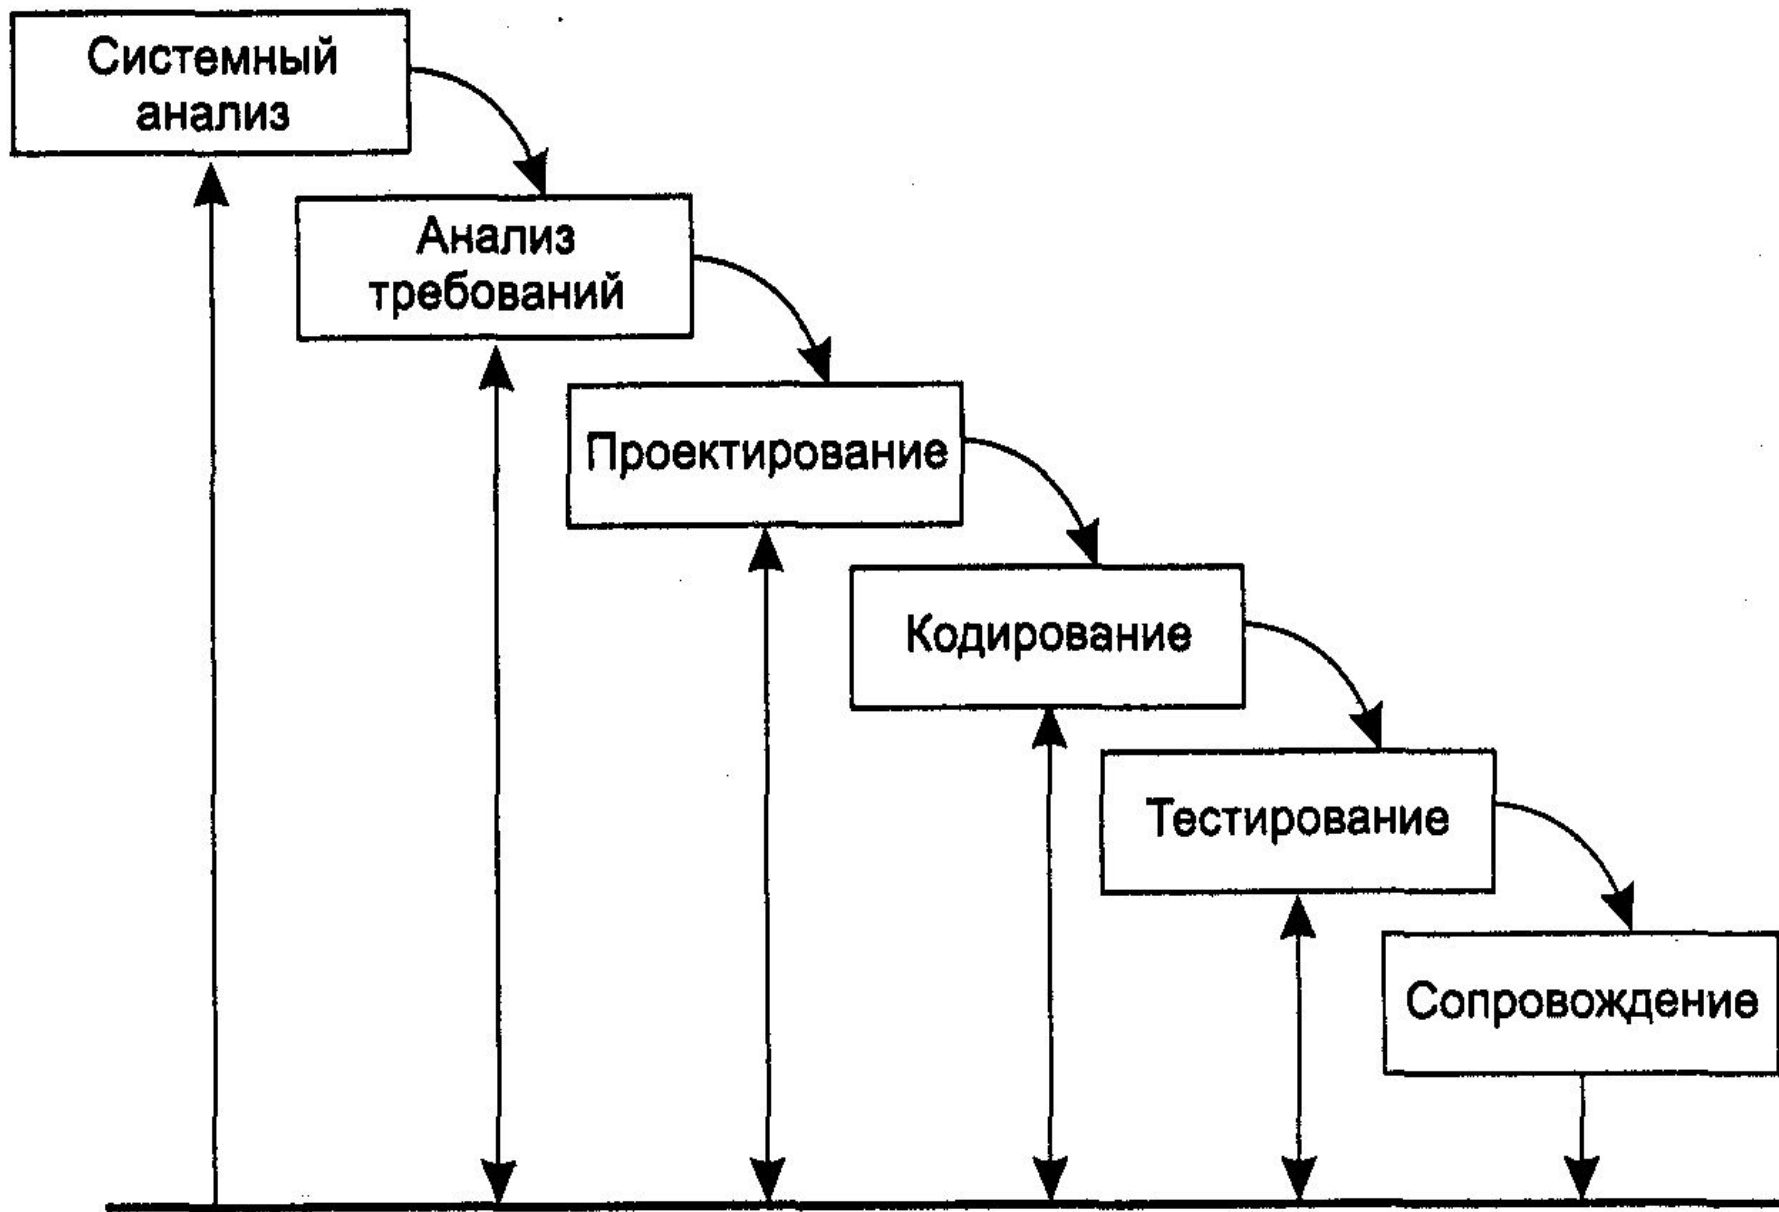 Системный
анализ
Анализ
требований
Проектирование
Кодирование
Тестирование
Сопровождение